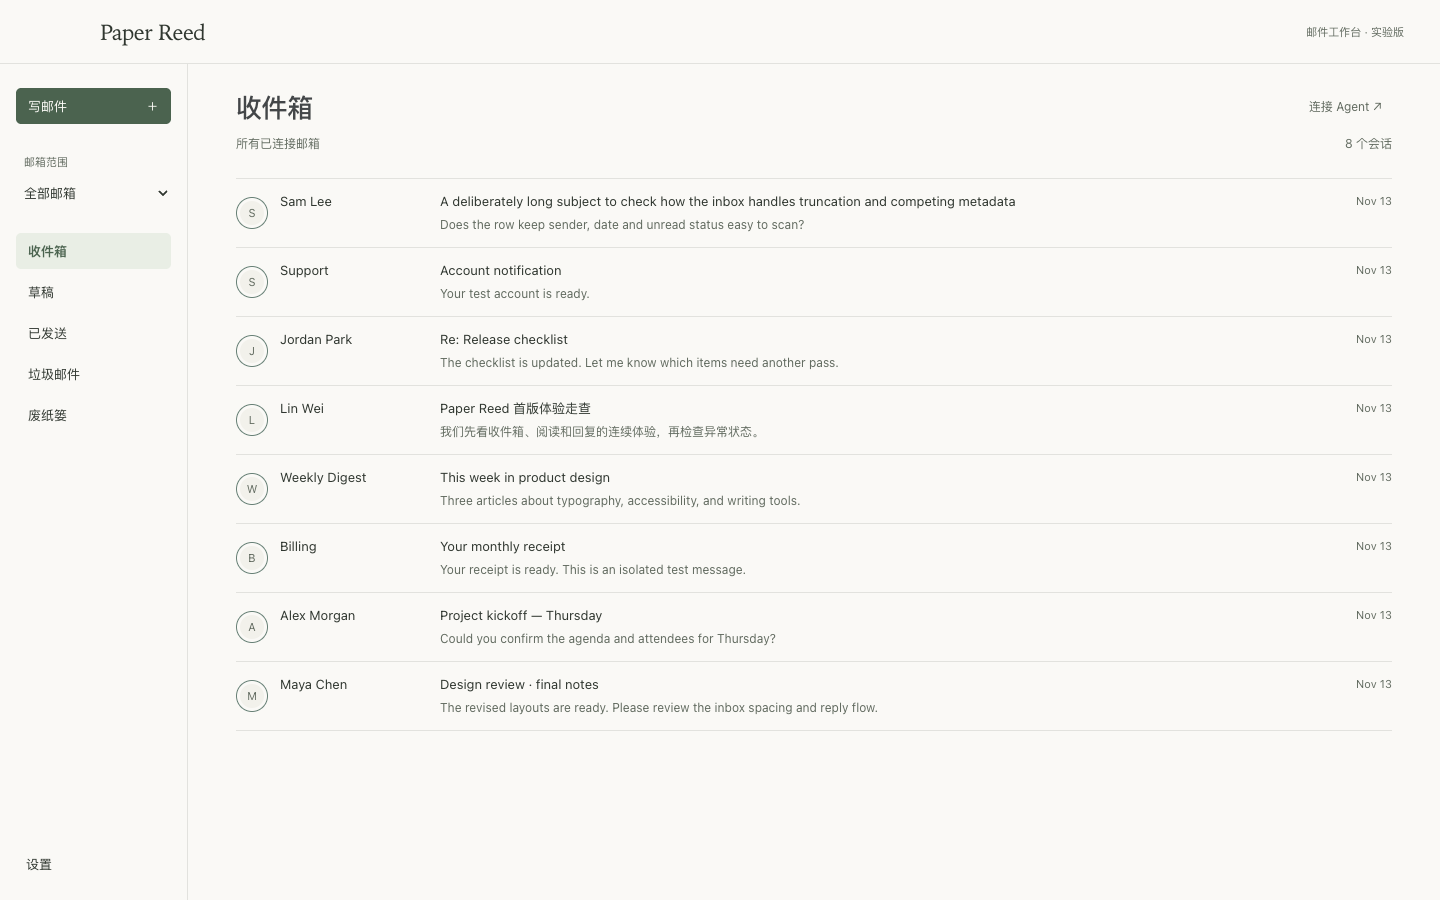 Paper Reed
邮件工作台 · 实验版
写邮件 +
邮箱范围
全部邮箱
收件箱
草稿
已发送
垃圾邮件
废纸篓
设置
收件箱
连接 Agent ↗
所有已连接邮箱
8 个会话
S
Sam Lee
A deliberately long subject to check how the inbox handles truncation and competing metadata
Nov 13
Does the row keep sender, date and unread status easy to scan?
S
Support
Account notification
Nov 13
Your test account is ready.
J
Jordan Park
Re: Release checklist
Nov 13
The checklist is updated. Let me know which items need another pass.
L
Lin Wei
Paper Reed 首版体验走查
Nov 13
我们先看收件箱、阅读和回复的连续体验，再检查异常状态。
W
Weekly Digest
This week in product design
Nov 13
Three articles about typography, accessibility, and writing tools.
B
Billing
Your monthly receipt
Nov 13
Your receipt is ready. This is an isolated test message.
A
Alex Morgan
Project kickoff — Thursday
Nov 13
Could you confirm the agenda and attendees for Thursday?
M
Maya Chen
Design review · final notes
Nov 13
The revised layouts are ready. Please review the inbox spacing and reply flow.